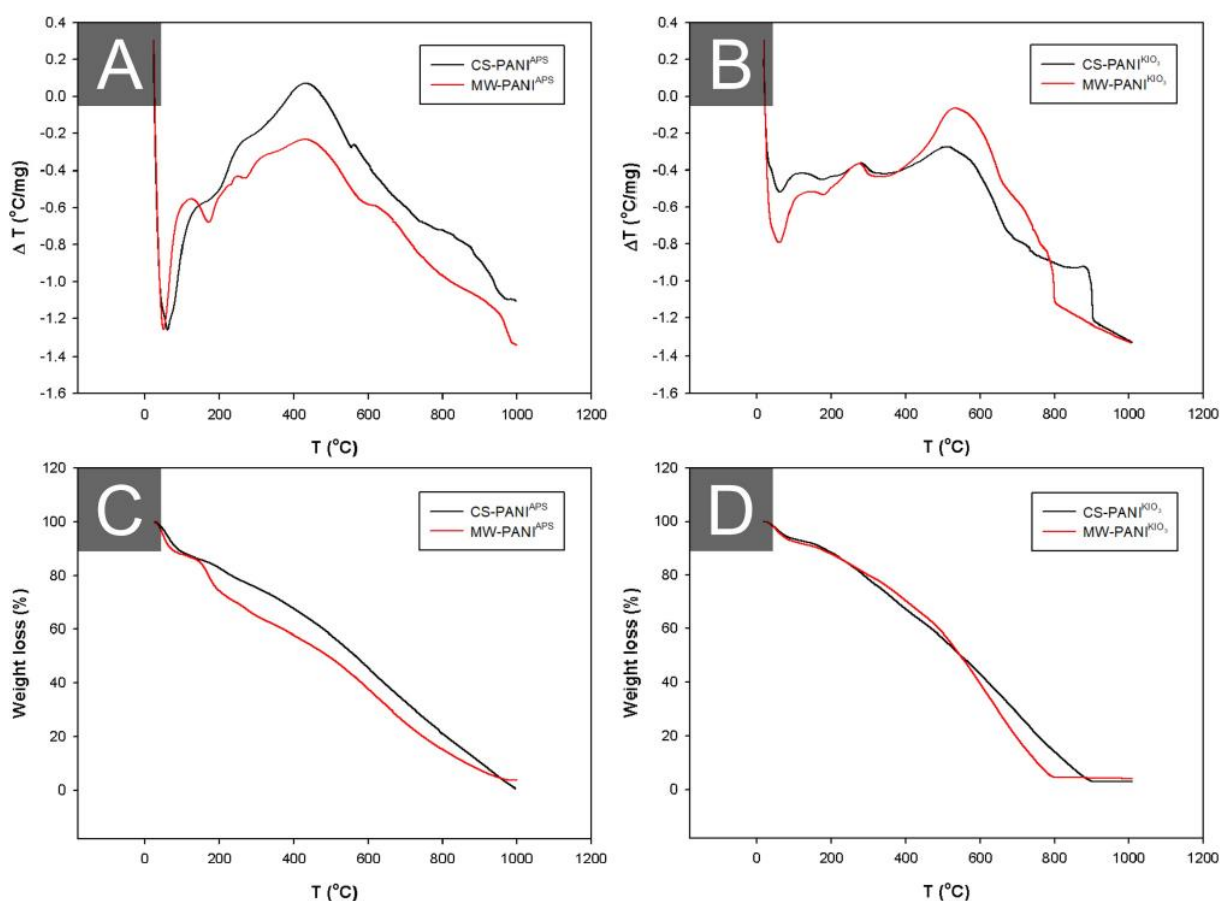 A
0.4
0.2
0.0
-0.2
-0.4
-0.6
-0.8
-1.0
-1.2
-1.4
-1.6
Δ T (°C/mg)
CS-PANI^APS
MW-PANI^APS
0 200 400 600 800 1000 1200
T (°C)
B
0.4
0.2
0.0
-0.2
-0.4
-0.6
-0.8
-1.0
-1.2
-1.4
-1.6
ΔT (°C/mg)
CS-PANI^KIO₃
MW-PANI^KIO₃
0 200 400 600 800 1000 1200
T (°C)
C
120
100
80
60
40
20
0
Weight loss (%)
CS-PANI^APS
MW-PANI^APS
0 200 400 600 800 1000 1200
T (°C)
D
120
100
80
60
40
20
0
Weight loss (%)
CS-PANI^KIO₃
MW-PANI^KIO₃
0 200 400 600 800 1000 1200
T (°C)